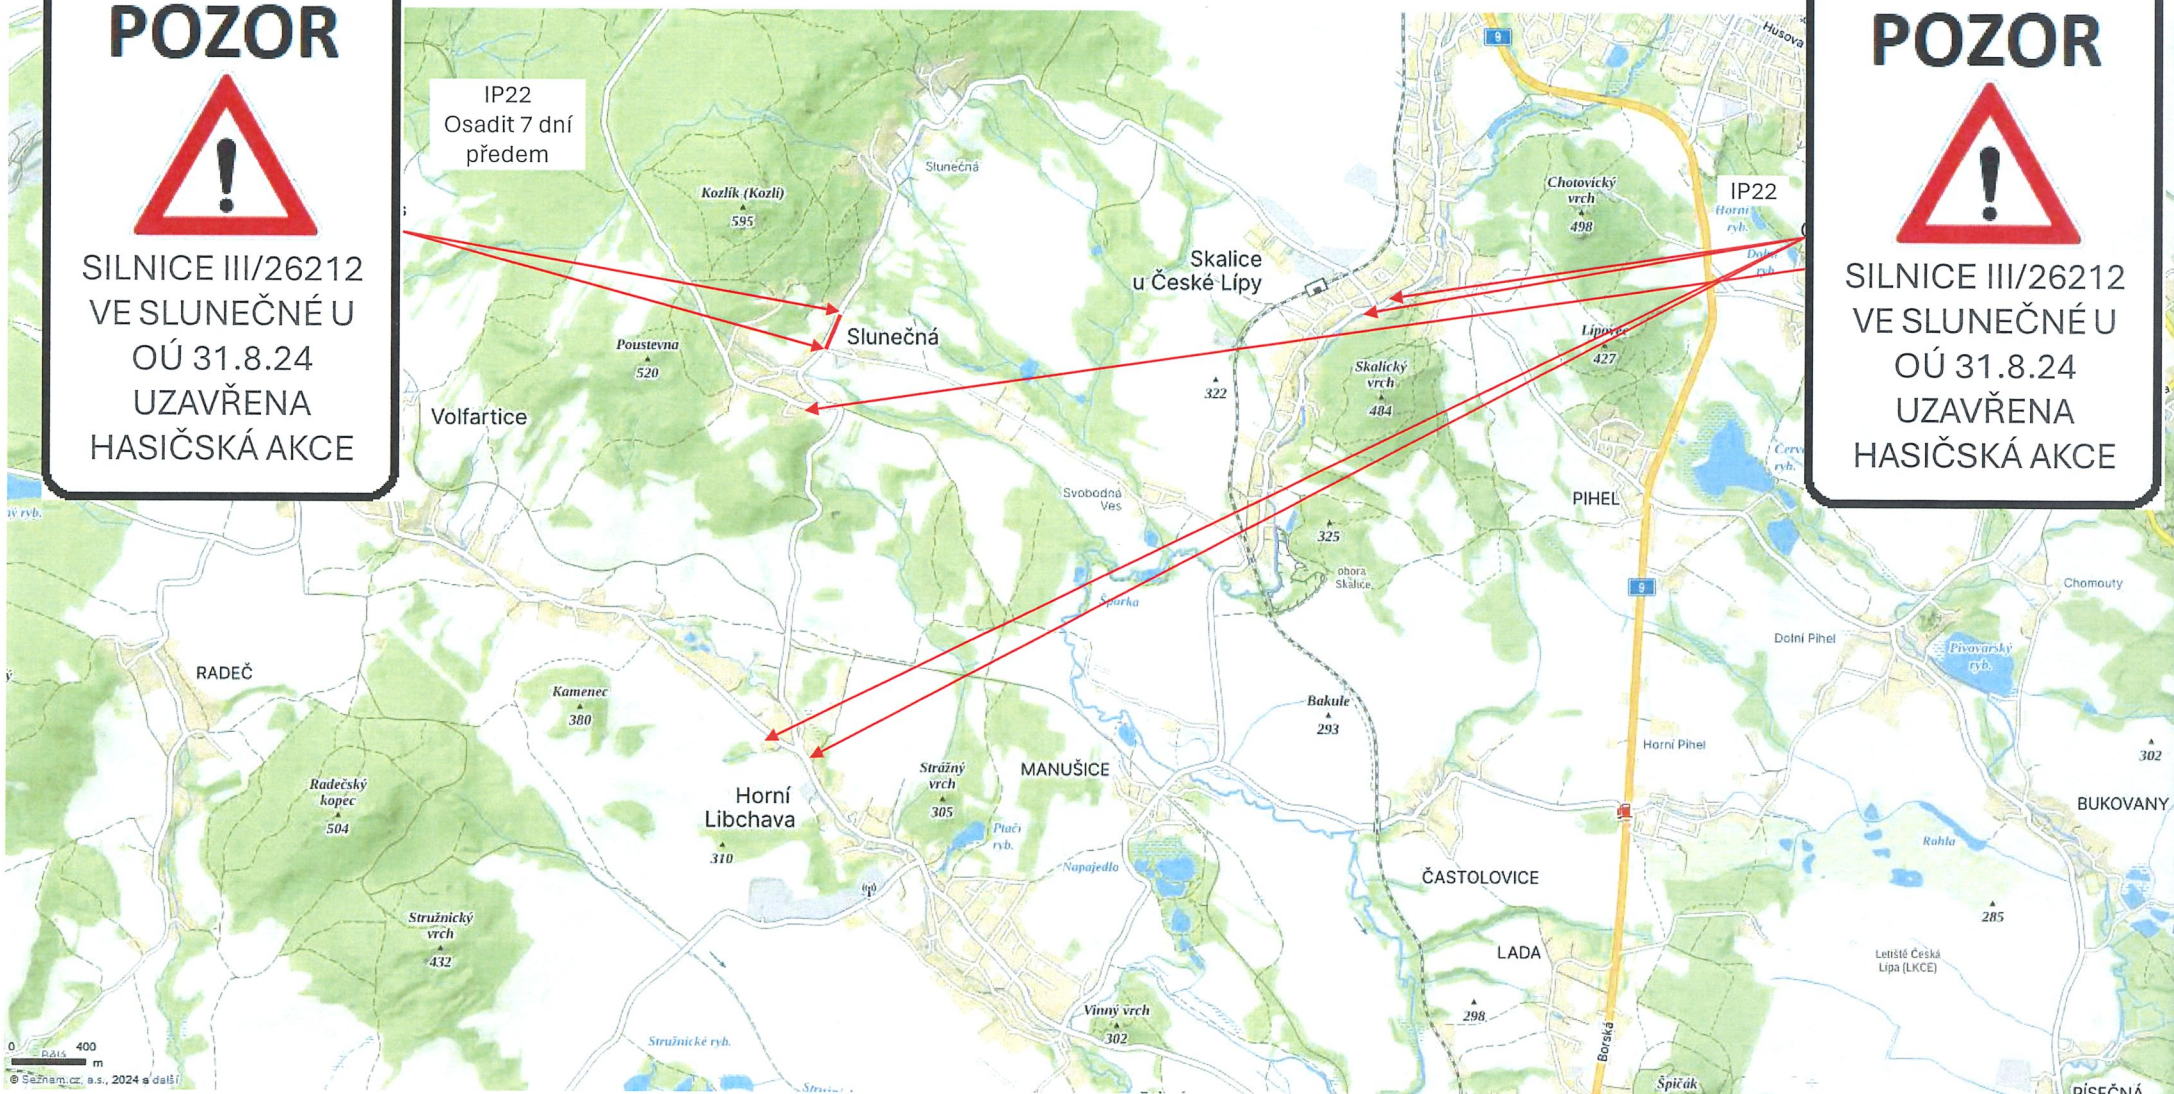 POZOR
SILNICE III/26212
VE SLUNEČNÉ U
OÚ 31.8.24
UZAVŘENA
HASIČSKÁ AKCE
IP22
Osadit 7 dní
předem
POZOR
SILNICE III/26212
VE SLUNEČNÉ U
OÚ 31.8.24
UZAVŘENA
HASIČSKÁ AKCE
IP22
9
Husova
Slunečná
Kozlík (Kozlí)
595
Chotovický
vrch
498
Horní
ryb.
Skalice
u České Lípy
Slunečná
Poustevna
520
Lipovec
427
Skalický
vrch
484
322
Volfartice
Svobodná
Ves
PIHEL
325
obora
Skalice
Šporka
9
Chomouty
Dolní Pihel
Pivovarský
ryb.
RADEČ
Kamenec
380
Bakule
293
Horní Pihel
302
Strážný
vrch
305
MANUŠICE
Radečský
kopec
504
Horní
Libchava
310
Ptačí
ryb.
BUKOVANY
Napajedlo
ČASTOLOVICE
285
Stružnický
vrch
432
LADA
Letiště Česká
Lípa (LKCE)
298
Vinný vrch
302
Borská
Stružnické ryb.
Špičák
PÍSEČNÁ
0 400
m
© Seznam.cz, a.s., 2024 a další